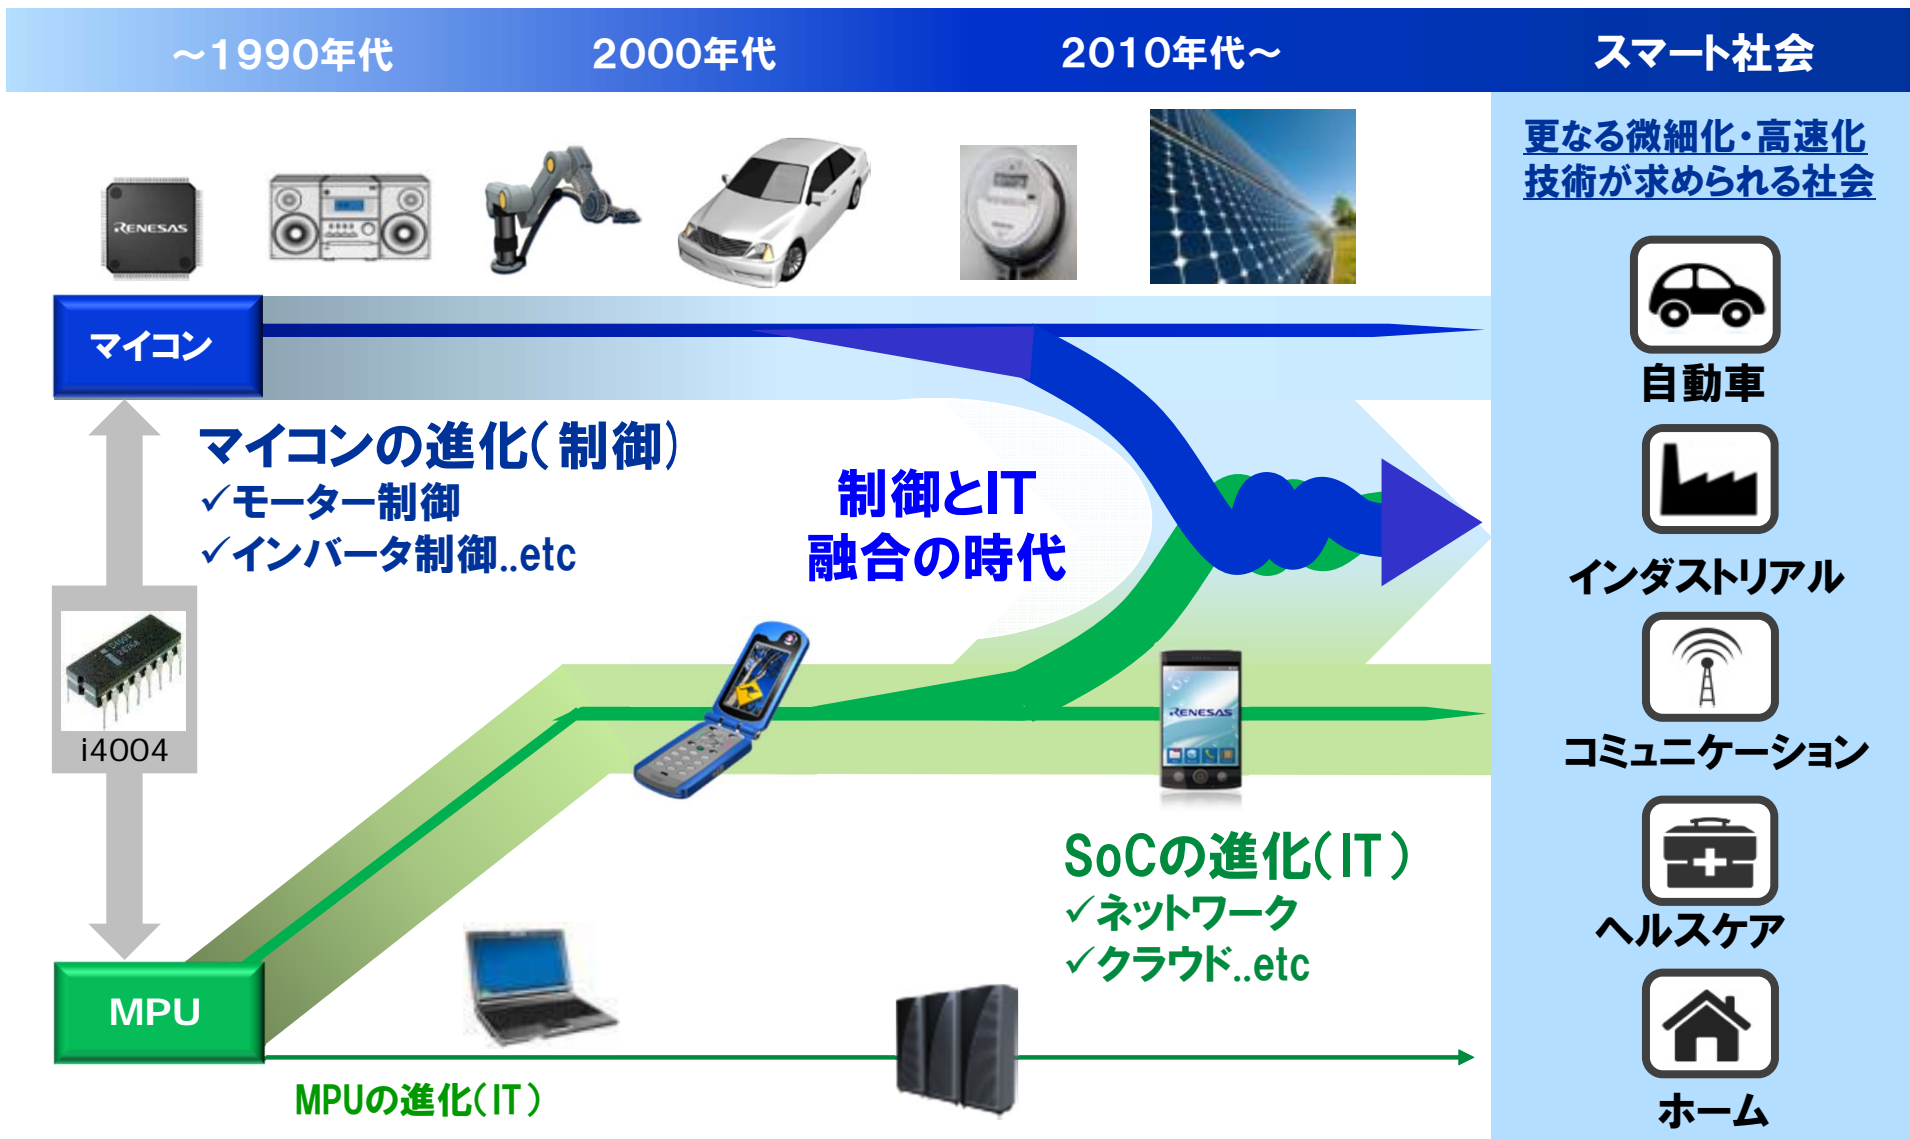 ～1990年代
2000年代
2010年代～
スマート社会
更なる微細化・高速化
技術が求められる社会
RENESAS
マイコン
マイコンの進化(制御)
✓モーター制御
✓インバータ制御..etc
制御とIT
融合の時代
i4004
RENESAS
SoCの進化(IT)
✓ネットワーク
✓クラウド..etc
MPU
MPUの進化(IT)
自動車
インダストリアル
コミュニケーション
ヘルスケア
ホーム